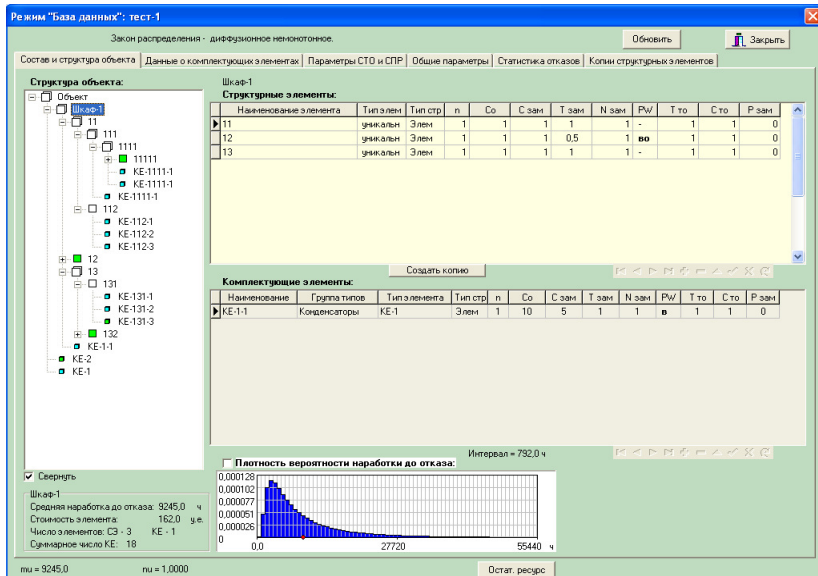 Режим "База данных": тест-1
Закон распределения - диффузионное немонотонное.
Обновить
Закрыть
Состав и структура объекта
Данные о комплектующих элементах
Параметры СТО и СПР
Общие параметры
Статистика отказов
Копии структурных элементов
Структура объекта:
Объект
Шкаф-1
11
111
1111
11111
КЕ-1111-1
КЕ-1111-1
КЕ-1111-1
112
КЕ-112-1
КЕ-112-2
КЕ-112-3
12
13
131
КЕ-131-1
КЕ-131-2
КЕ-131-3
132
КЕ-1-1
КЕ-2
КЕ-1
Свернуть
Шкаф-1
Средняя наработка до отказа: 9245,0 ч
Стоимость элемента: 162,0 у.е.
Число элементов: СЭ - 3 КЕ - 1
Суммарное число КЕ: 18
Шкаф-1
Структурные элементы:
Наименование элемента Тип элем Тип стр n Со С зам Т зам N зам PW Т то С то Р зам
11 уникальн Элем 1 1 1 1 1 - 1 1 0
12 уникальн Элем 1 1 1 0,5 1 во 1 1 0
13 уникальн Элем 1 1 1 1 1 - 1 1 0
Создать копию
Комплектующие элементы:
Наименование Группа типов Тип элемента Тип стр n Со С зам Т зам N зам PW Т то С то Р зам
КЕ-1-1 Конденсаторы КЕ-1 Элем 1 10 5 1 1 в 1 1 0
Интервал = 792,0 ч
Плотность вероятности наработки до отказа:
0,000128
0,000102
0,000077
0,000051
0,000026
0
0,0 27720 55440 ч
mu = 9245,0 nu = 1,0000
Остат. ресурс